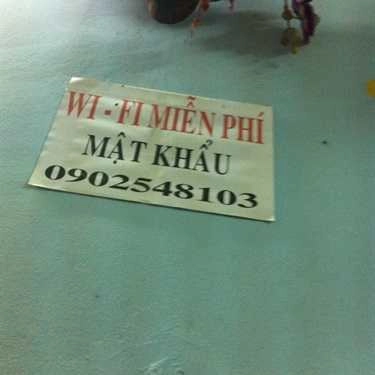 WI - FI MIỄN PHÍ
MẬT KHẨU
0902548103